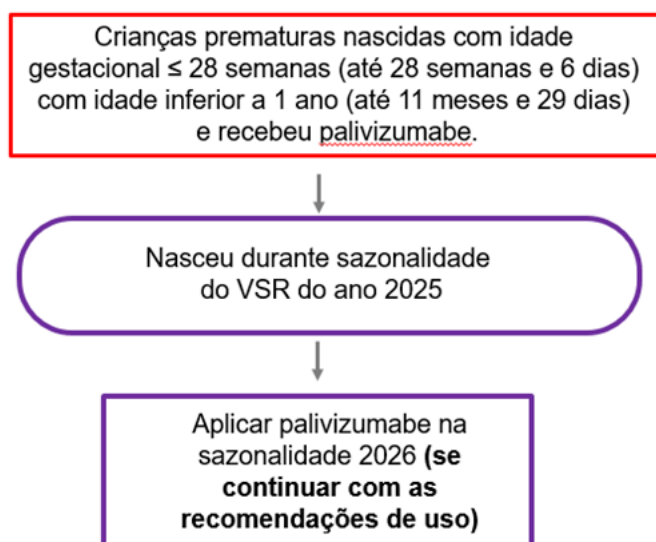 Crianças prematuras nascidas com idade
gestacional ≤ 28 semanas (até 28 semanas e 6 dias)
com idade inferior a 1 ano (até 11 meses e 29 dias)
e recebeu palivizumabe.
Nasceu durante sazonalidade
do VSR do ano 2025
Aplicar palivizumabe na
sazonalidade 2026 (se
continuar com as
recomendações de uso)